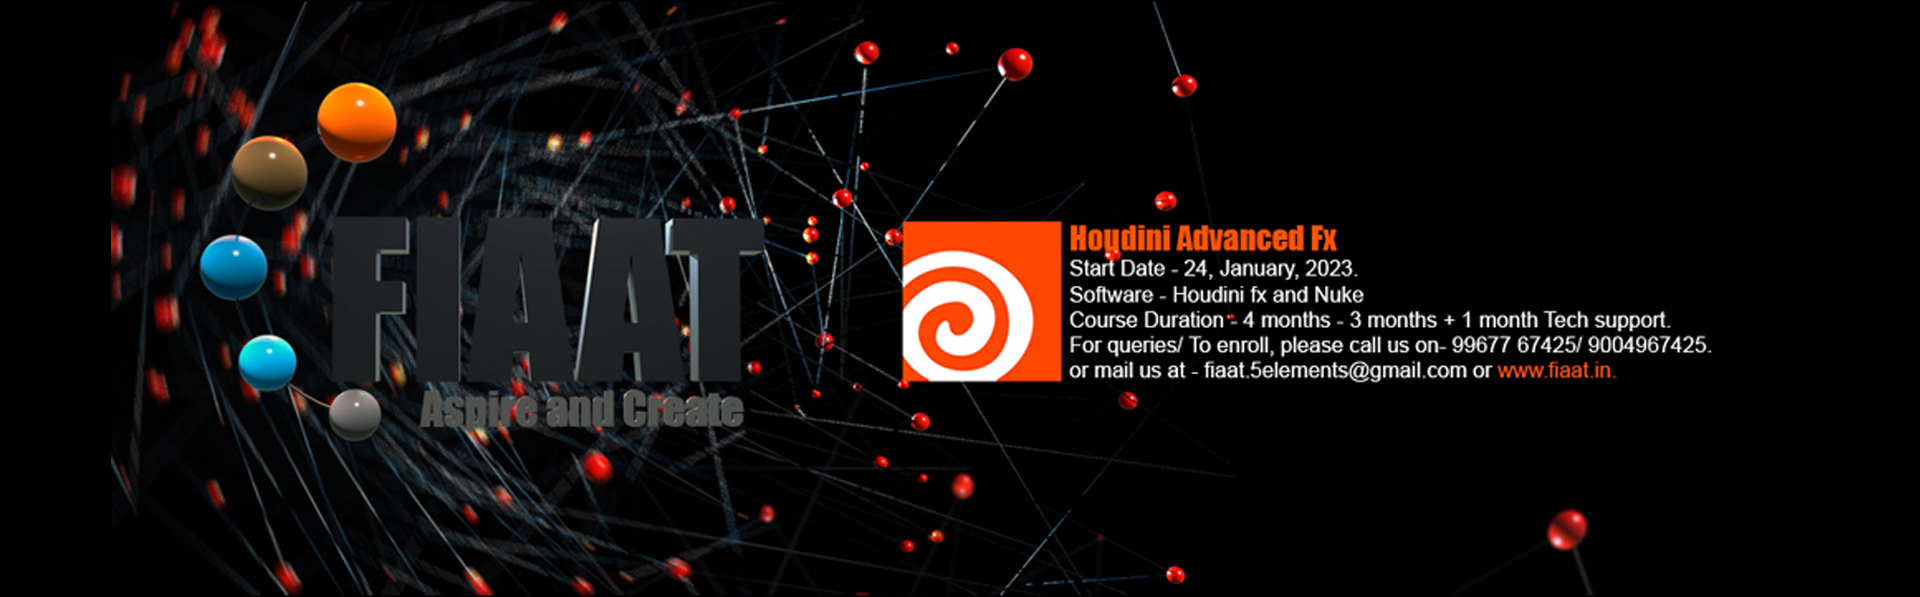 FIAAT
Aspire and Create
Houdini Advanced Fx
Start Date - 24, January, 2023.
Software - Houdini fx and Nuke
Course Duration - 4 months - 3 months + 1 month Tech support.
For queries/ To enroll, please call us on- 99677 67425/ 9004967425.
or mail us at - fiaat.5elements@gmail.com or www.fiaat.in.